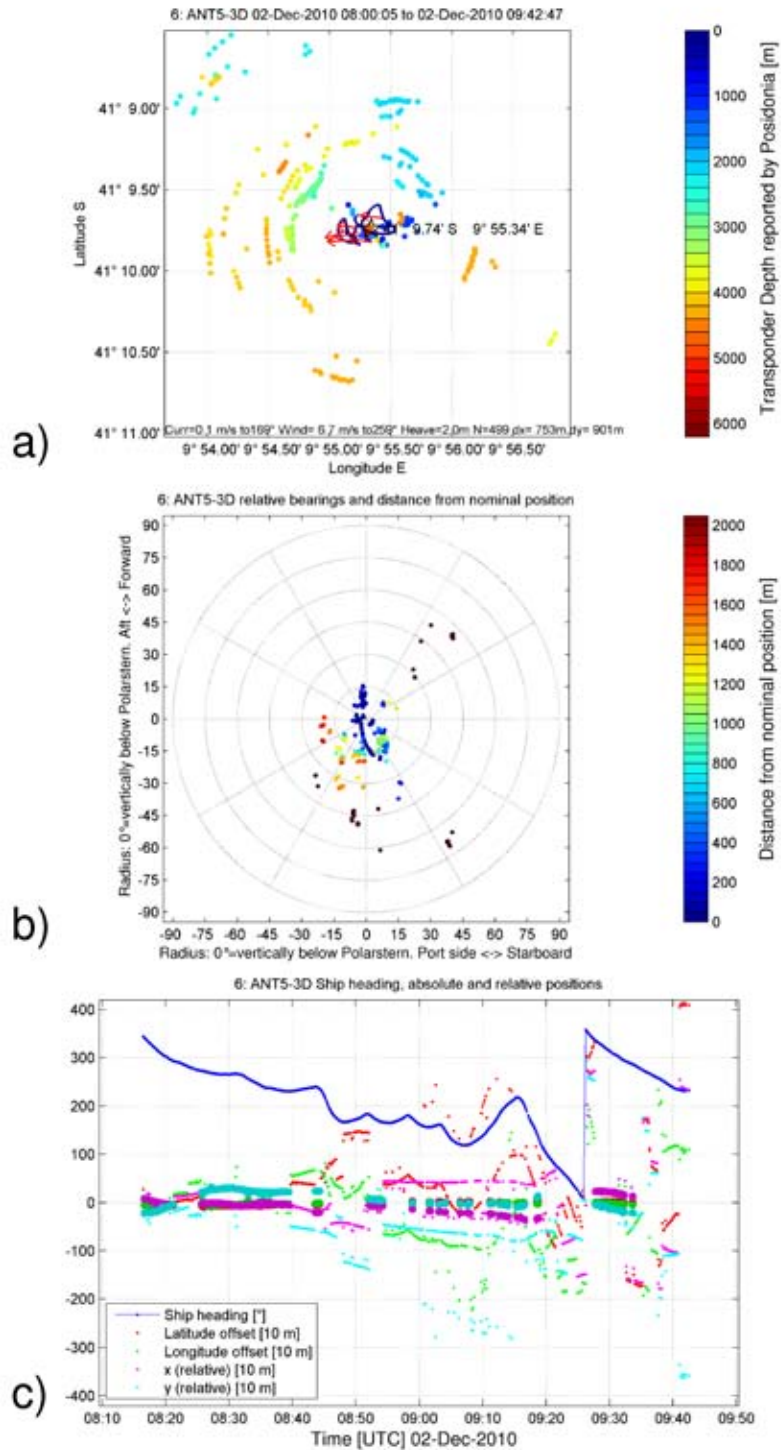 6: ANT5-3D 02-Dec-2010 08:00:05 to 02-Dec-2010 09:42:47
41° 9.00'
41° 9.50'
41° 10.00'
41° 10.50'
41° 11.00'
Latitude S
9.74' S 9° 55.34' E
Curr=0.1 m/s to169° Wind= 6.7 m/s to259° Heave=2.0m N=499 dx= 753m dy= 901m
9° 54.00' 9° 54.50' 9° 55.00' 9° 55.50' 9° 56.00' 9° 56.50'
Longitude E
0
1000
2000
3000
4000
5000
6000
Transponder Depth reported by Posidonia [m]
a)
6: ANT5-3D relative bearings and distance from nominal position
90
75
60
45
30
15
0
-15
-30
-45
-60
-75
-90
Radius: 0°=vertically below Polarstern. Aft <-> Forward
-90 -75 -60 -45 -30 -15 0 15 30 45 60 75 90
Radius: 0°=vertically below Polarstern. Port side <-> Starboard
2000
1800
1600
1400
1200
1000
800
600
400
200
0
Distance from nominal position [m]
b)
6: ANT5-3D Ship heading, absolute and relative positions
400
300
200
100
0
-100
-200
-300
-400
Ship heading [°]
Latitude offset [10 m]
Longitude offset [10 m]
x (relative) [10 m]
y (relative) [10 m]
08:10 08:20 08:30 08:40 08:50 09:00 09:10 09:20 09:30 09:40 09:50
Time [UTC] 02-Dec-2010
c)